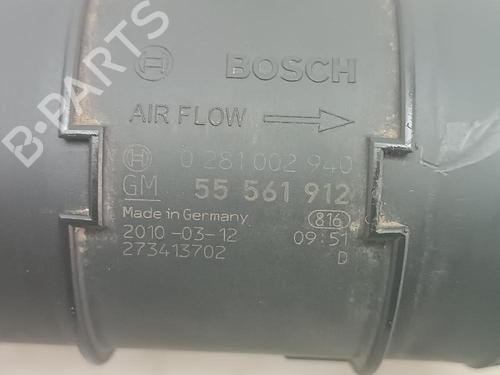 BOSCH
AIR FLOW
0 281 002 940
GM 55 561 912
Made in Germany 816
2010-03-12 09:51
273413702 D
B-PARTS